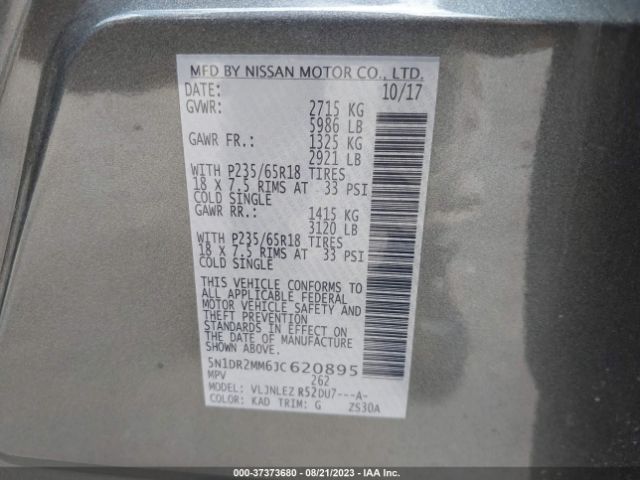 MFD BY NISSAN MOTOR CO., LTD.
DATE: 10/17
GVWR: 2715 KG
5986 LB
GAWR FR.: 1325 KG
2921 LB
WITH P235/65R18 TIRES
18 X 7.5 RIMS AT 33 PSI
COLD SINGLE
GAWR RR.: 1415 KG
3120 LB
WITH P235/65R18 TIRES
18 X 7.5 RIMS AT 33 PSI
COLD SINGLE
THIS VEHICLE CONFORMS TO
ALL APPLICABLE FEDERAL
MOTOR VEHICLE SAFETY AND
THEFT PREVENTION
STANDARDS IN EFFECT ON
THE DATE OF MANUFACTURE
SHOWN ABOVE.
5N1DR2MM6JC620895
MPV 262
MODEL: VLJNLEZ R52DU7---A-
COLOR: KAD TRIM: G ZS30A
000-37373680 - 08/21/2023 - IAA Inc.